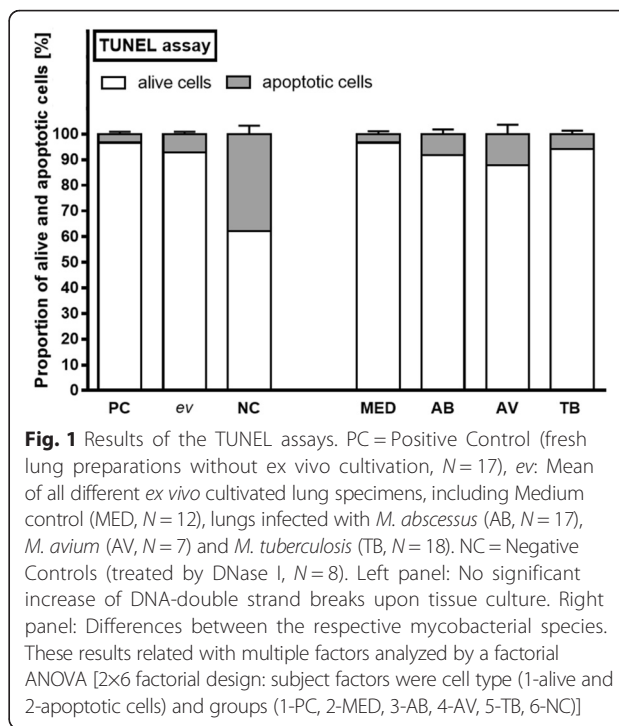 TUNEL assay
alive cells apoptotic cells
Proportion of alive and apoptotic cells [%]
100
90
80
70
60
50
40
30
20
10
0
PC ev NC MED AB AV TB
Fig. 1 Results of the TUNEL assays. PC = Positive Control (fresh
lung preparations without ex vivo cultivation, N = 17), ev: Mean
of all different ex vivo cultivated lung specimens, including Medium
control (MED, N = 12), lungs infected with M. abscessus (AB, N = 17),
M. avium (AV, N = 7) and M. tuberculosis (TB, N = 18). NC = Negative
Controls (treated by DNase I, N = 8). Left panel: No significant
increase of DNA-double strand breaks upon tissue culture. Right
panel: Differences between the respective mycobacterial species.
These results related with multiple factors analyzed by a factorial
ANOVA [2×6 factorial design: subject factors were cell type (1-alive and
2-apoptotic cells) and groups (1-PC, 2-MED, 3-AB, 4-AV, 5-TB, 6-NC)]